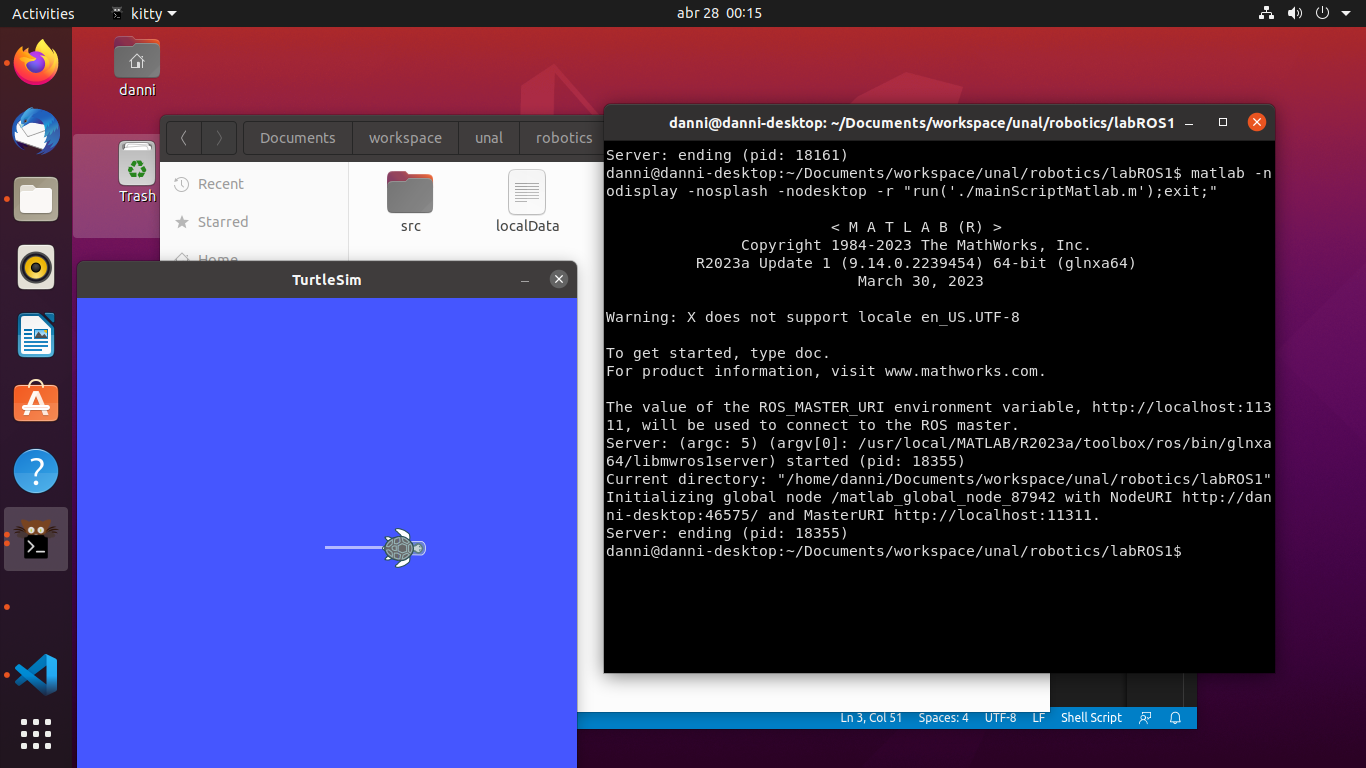 Activities
kitty
abr 28 00:15
danni
Trash
Documents
workspace
unal
robotics
Recent
Starred
Home
src
localData
TurtleSim
danni@danni-desktop: ~/Documents/workspace/unal/robotics/labROS1
Server: ending (pid: 18161)
danni@danni-desktop:~/Documents/workspace/unal/robotics/labROS1$ matlab -n
odisplay -nosplash -nodesktop -r "run('./mainScriptMatlab.m');exit;"
< M A T L A B (R) >
Copyright 1984-2023 The MathWorks, Inc.
R2023a Update 1 (9.14.0.2239454) 64-bit (glnxa64)
March 30, 2023
Warning: X does not support locale en_US.UTF-8
To get started, type doc.
For product information, visit www.mathworks.com.
The value of the ROS_MASTER_URI environment variable, http://localhost:113
11, will be used to connect to the ROS master.
Server: (argc: 5) (argv[0]: /usr/local/MATLAB/R2023a/toolbox/ros/bin/glnxa
64/libmwros1server) started (pid: 18355)
Current directory: "/home/danni/Documents/workspace/unal/robotics/labROS1"
Initializing global node /matlab_global_node_87942 with NodeURI http://dan
ni-desktop:46575/ and MasterURI http://localhost:11311.
Server: ending (pid: 18355)
danni@danni-desktop:~/Documents/workspace/unal/robotics/labROS1$
Ln 3, Col 51
Spaces: 4
UTF-8
LF
Shell Script